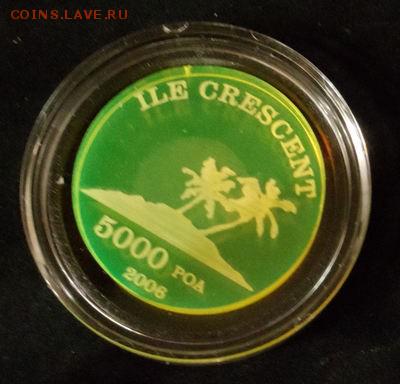 COINS.LAVE.RU
ILE CRESCENT
5000 POA
2006